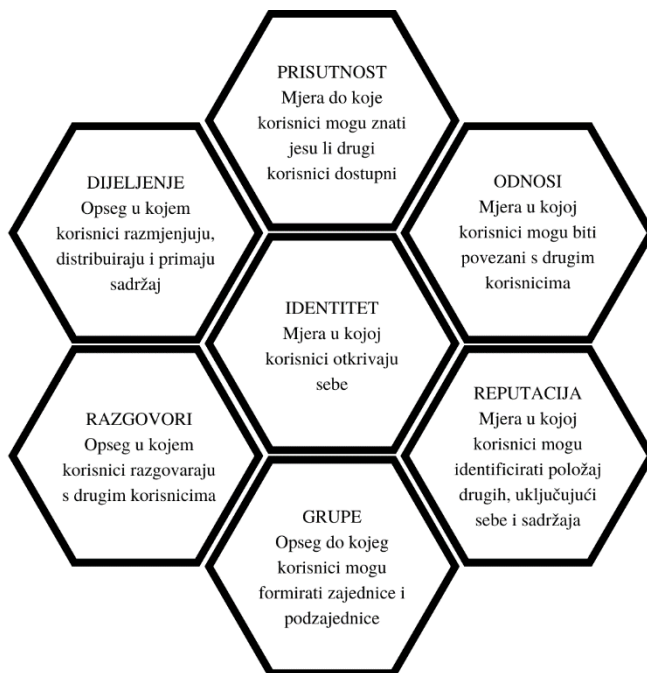 PRISUTNOST
Mjera do koje
korisnici mogu znati
jesu li drugi
korisnici dostupni
DIJELJENJE
Opseg u kojem
korisnici razmjenjuju,
distribuiraju i primaju
sadržaj
ODNOSI
Mjera u kojoj
korisnici mogu biti
povezani s drugim
korisnicima
IDENTITET
Mjera u kojoj
korisnici otkrivaju
sebe
RAZGOVORI
Opseg u kojem
korisnici razgovaraju
s drugim korisnicima
REPUTACIJA
Mjera u kojoj
korisnici mogu
identificirati položaj
drugih, uključujući
sebe i sadržaja
GRUPE
Opseg do kojeg
korisnici mogu
formirati zajednice i
podzajednice